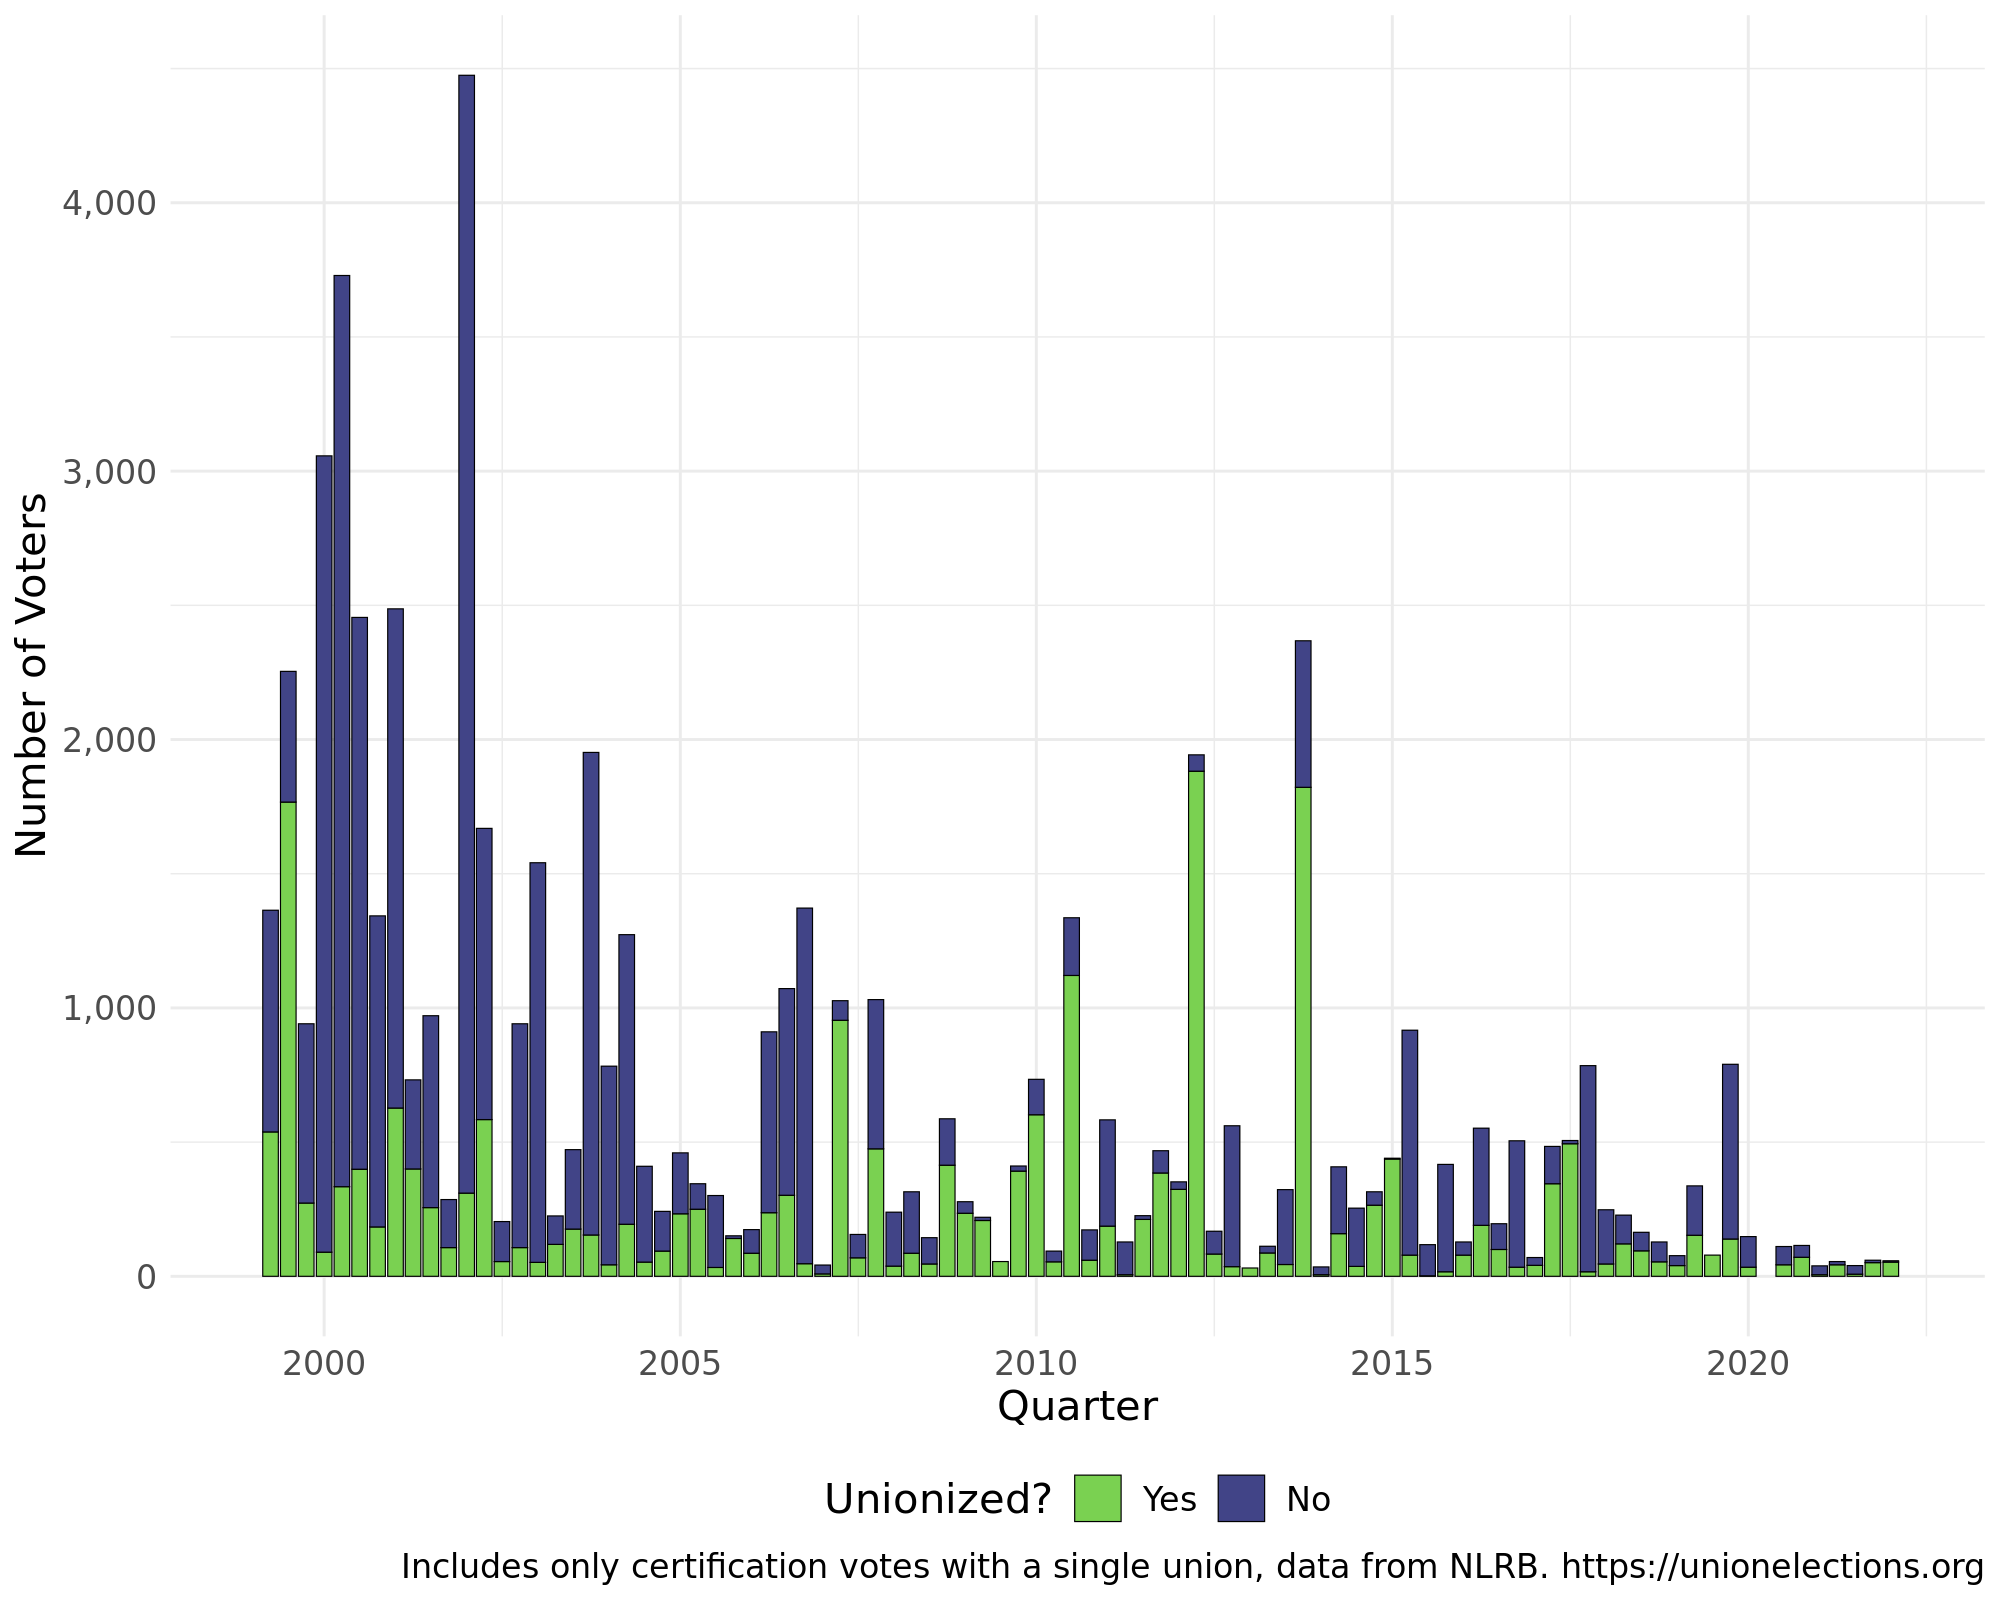 4,000
3,000
2,000
1,000
0
Number of Voters
2000 2005 2010 2015 2020
Quarter
Unionized? Yes No
Includes only certification votes with a single union, data from NLRB. https://unionelections.org